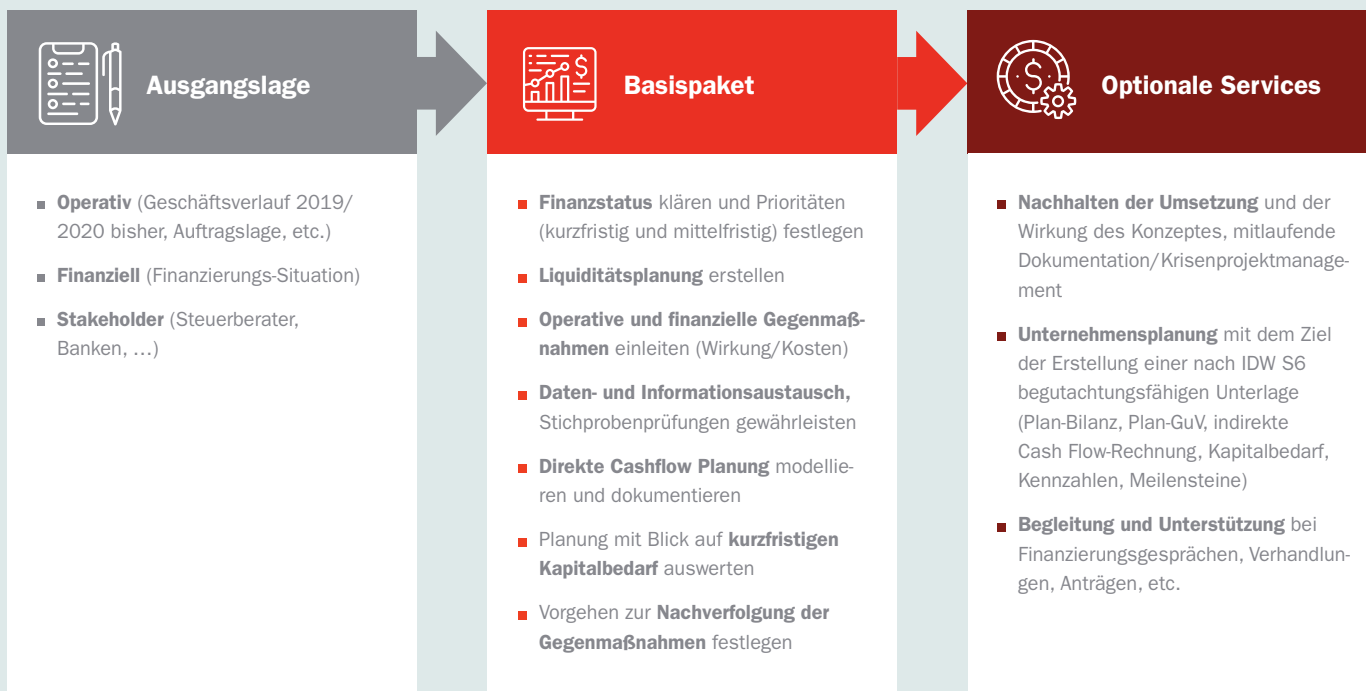 Ausgangslage
Operativ (Geschäftsverlauf 2019/
2020 bisher, Auftragslage, etc.)
Finanziell (Finanzierungs-Situation)
Stakeholder (Steuerberater,
Banken, …)
Basispaket
Finanzstatus klären und Prioritäten
(kurzfristig und mittelfristig) festlegen
Liquiditätsplanung erstellen
Operative und finanzielle Gegenmaß-
nahmen einleiten (Wirkung/Kosten)
Daten- und Informationsaustausch,
Stichprobenprüfungen gewährleisten
Direkte Cashflow Planung modellie-
ren und dokumentieren
Planung mit Blick auf kurzfristigen
Kapitalbedarf auswerten
Vorgehen zur Nachverfolgung der
Gegenmaßnahmen festlegen
Optionale Services
Nachhalten der Umsetzung und der
Wirkung des Konzeptes, mitlaufende
Dokumentation/Krisenprojektmanage-
ment
Unternehmensplanung mit dem Ziel
der Erstellung einer nach IDW S6
begutachtungsfähigen Unterlage
(Plan-Bilanz, Plan-GuV, indirekte
Cash Flow-Rechnung, Kapitalbedarf,
Kennzahlen, Meilensteine)
Begleitung und Unterstützung bei
Finanzierungsgesprächen, Verhandlun-
gen, Anträgen, etc.